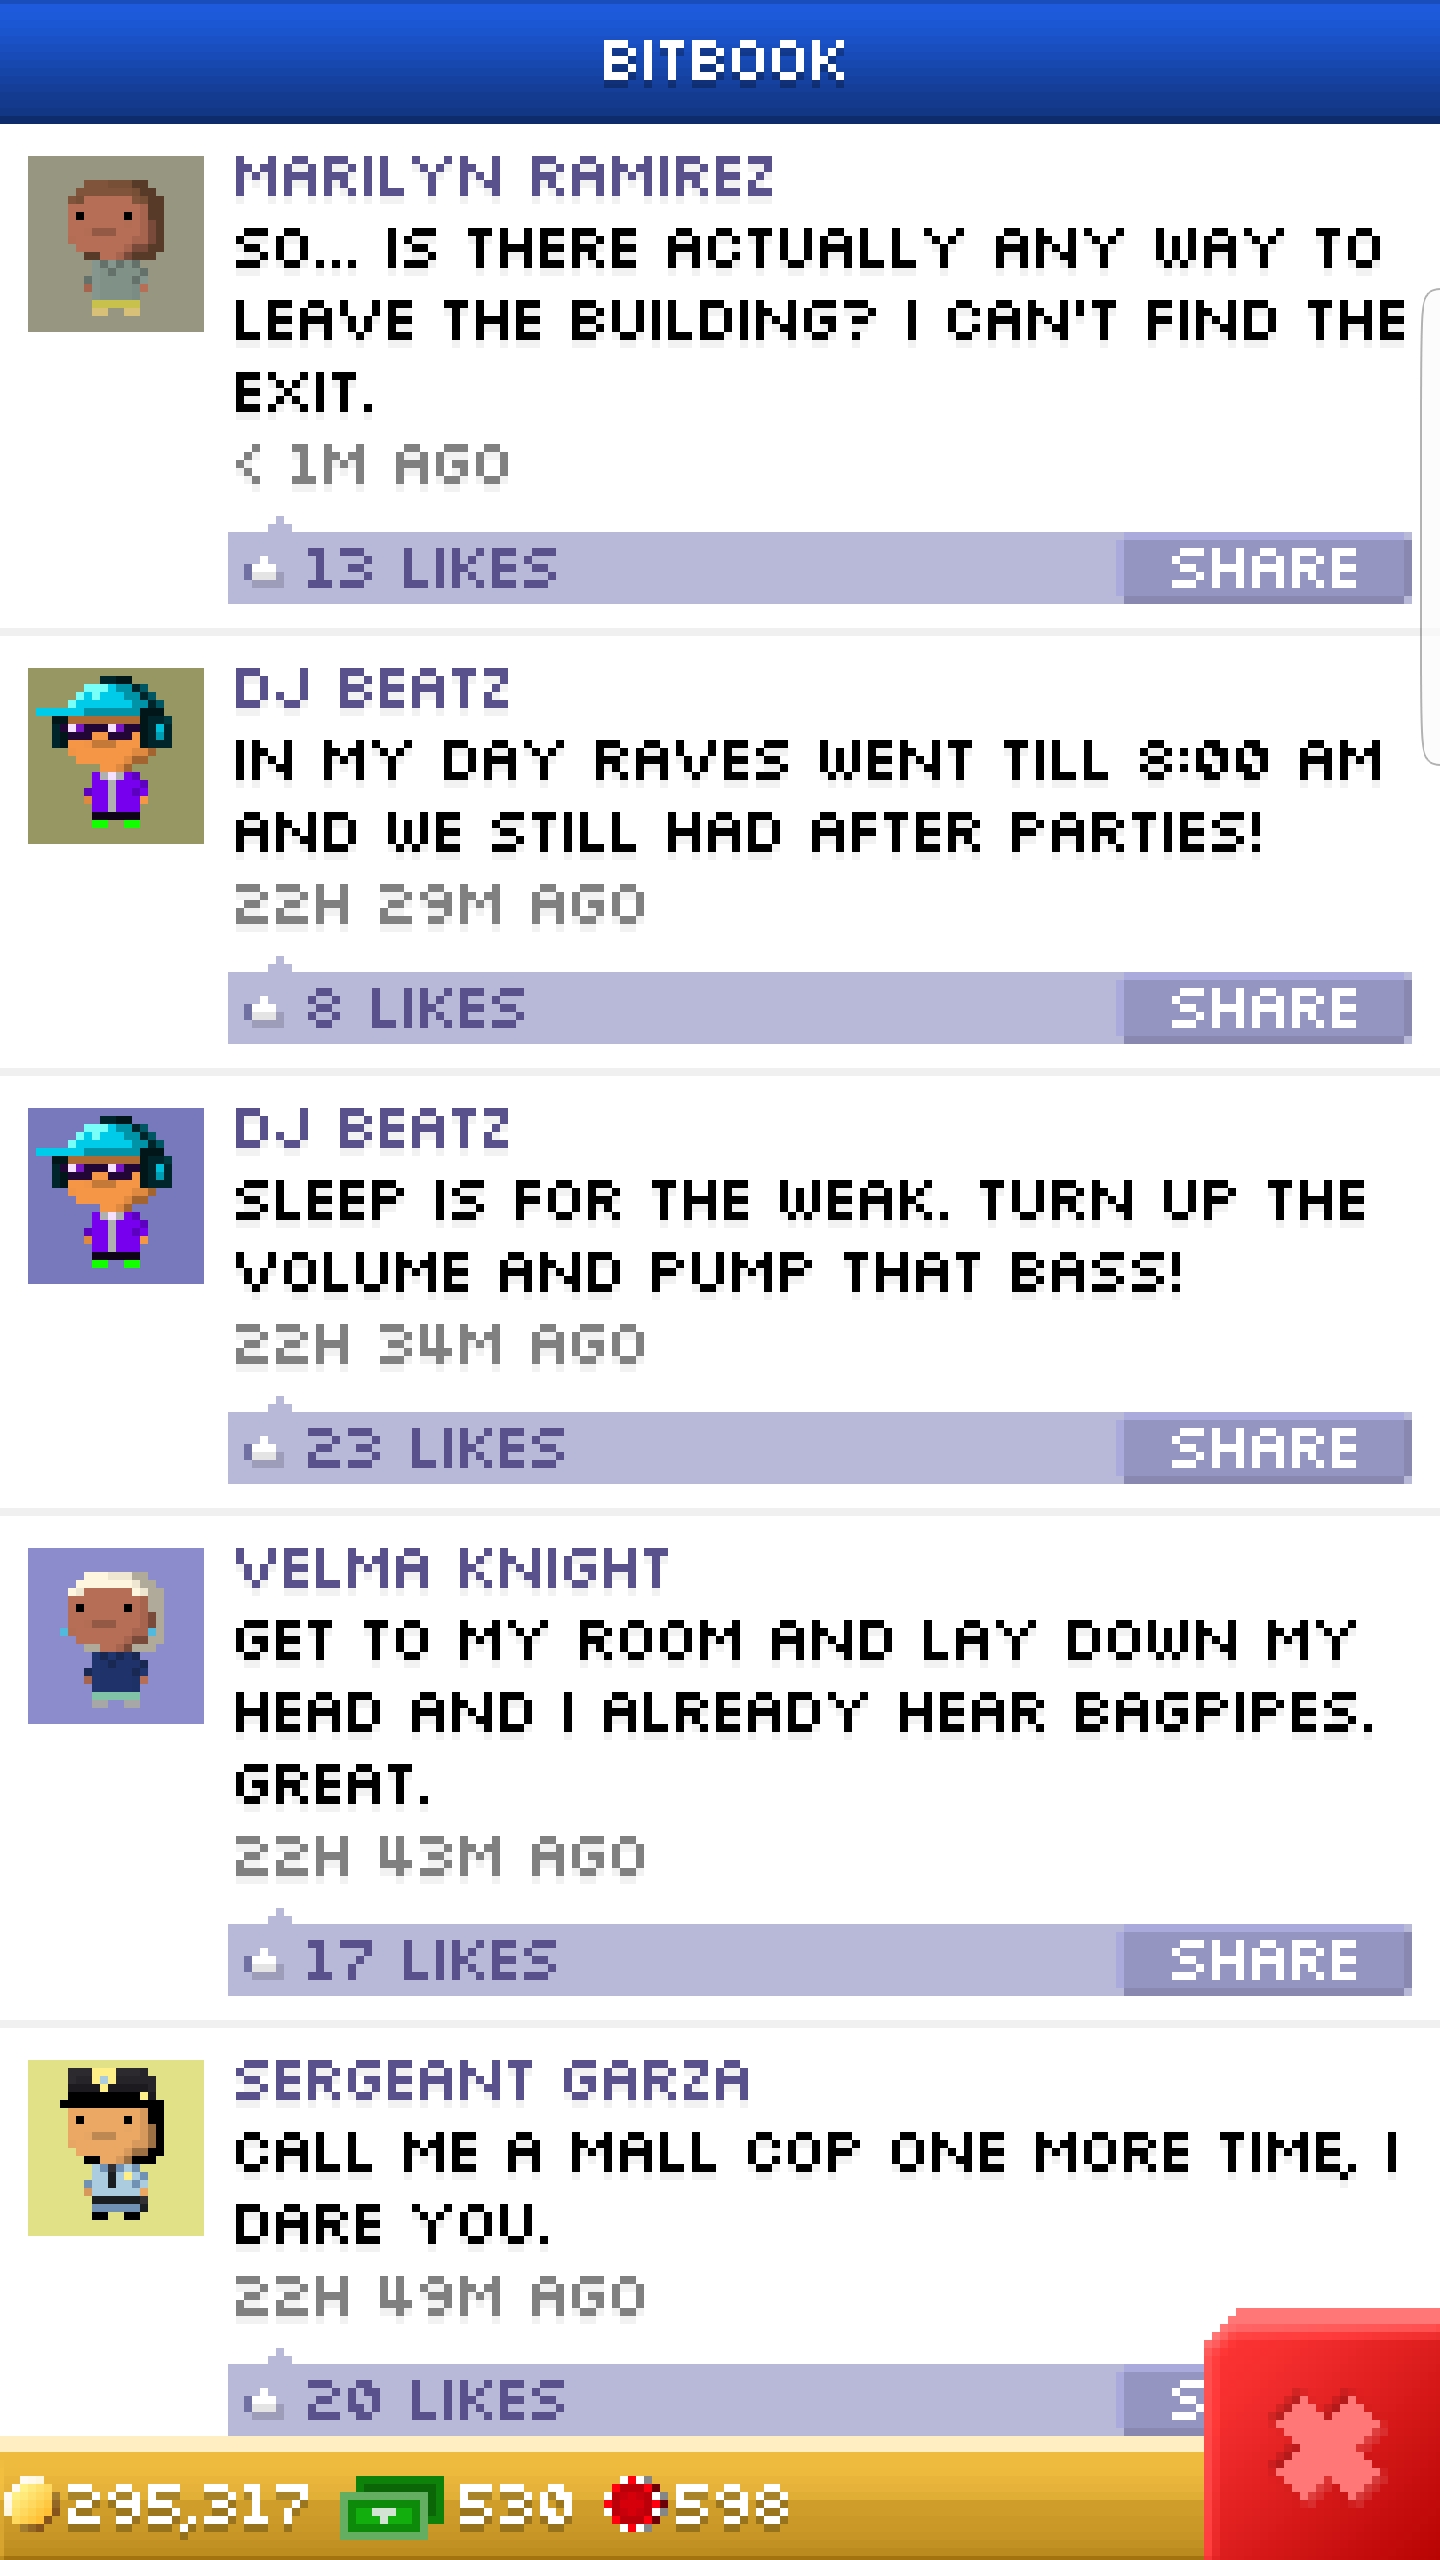 BITBOOK
MARILYN RAMIREZ
SO... IS THERE ACTUALLY ANY WAY TO
LEAVE THE BUILDING? I CAN'T FIND THE
EXIT.
< 1M AGO
13 LIKES SHARE
DJ BEATZ
IN MY DAY RAVES WENT TILL 8:00 AM
AND WE STILL HAD AFTER PARTIES!
22H 29M AGO
8 LIKES SHARE
DJ BEATZ
SLEEP IS FOR THE WEAK. TURN UP THE
VOLUME AND PUMP THAT BASS!
22H 34M AGO
23 LIKES SHARE
VELMA KNIGHT
GET TO MY ROOM AND LAY DOWN MY
HEAD AND I ALREADY HEAR BAGPIPES.
GREAT.
22H 43M AGO
17 LIKES SHARE
SERGEANT GARZA
CALL ME A MALL COP ONE MORE TIME, I
DARE YOU.
22H 49M AGO
20 LIKES S
295,317 530 598